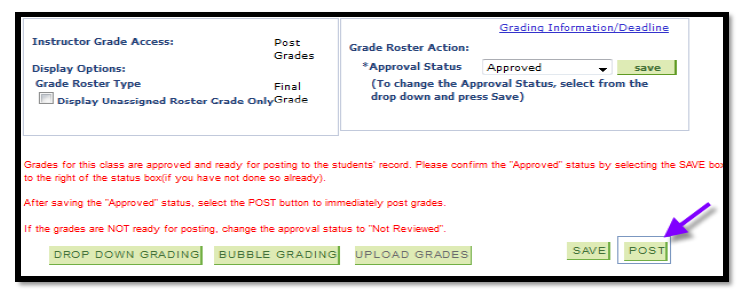 Grading Information/Deadline
Instructor Grade Access: Post
Grades
Display Options:
Grade Roster Type Final
Display Unassigned Roster Grade Only Grade
Grade Roster Action:
*Approval Status Approved save
(To change the Approval Status, select from the
drop down and press Save)
Grades for this class are approved and ready for posting to the students' record. Please confirm the "Approved" status by selecting the SAVE box
to the right of the status box(if you have not done so already).
After saving the "Approved" status, select the POST button to immediately post grades.
If the grades are NOT ready for posting, change the approval status to "Not Reviewed".
DROP DOWN GRADING BUBBLE GRADING UPLOAD GRADES SAVE POST